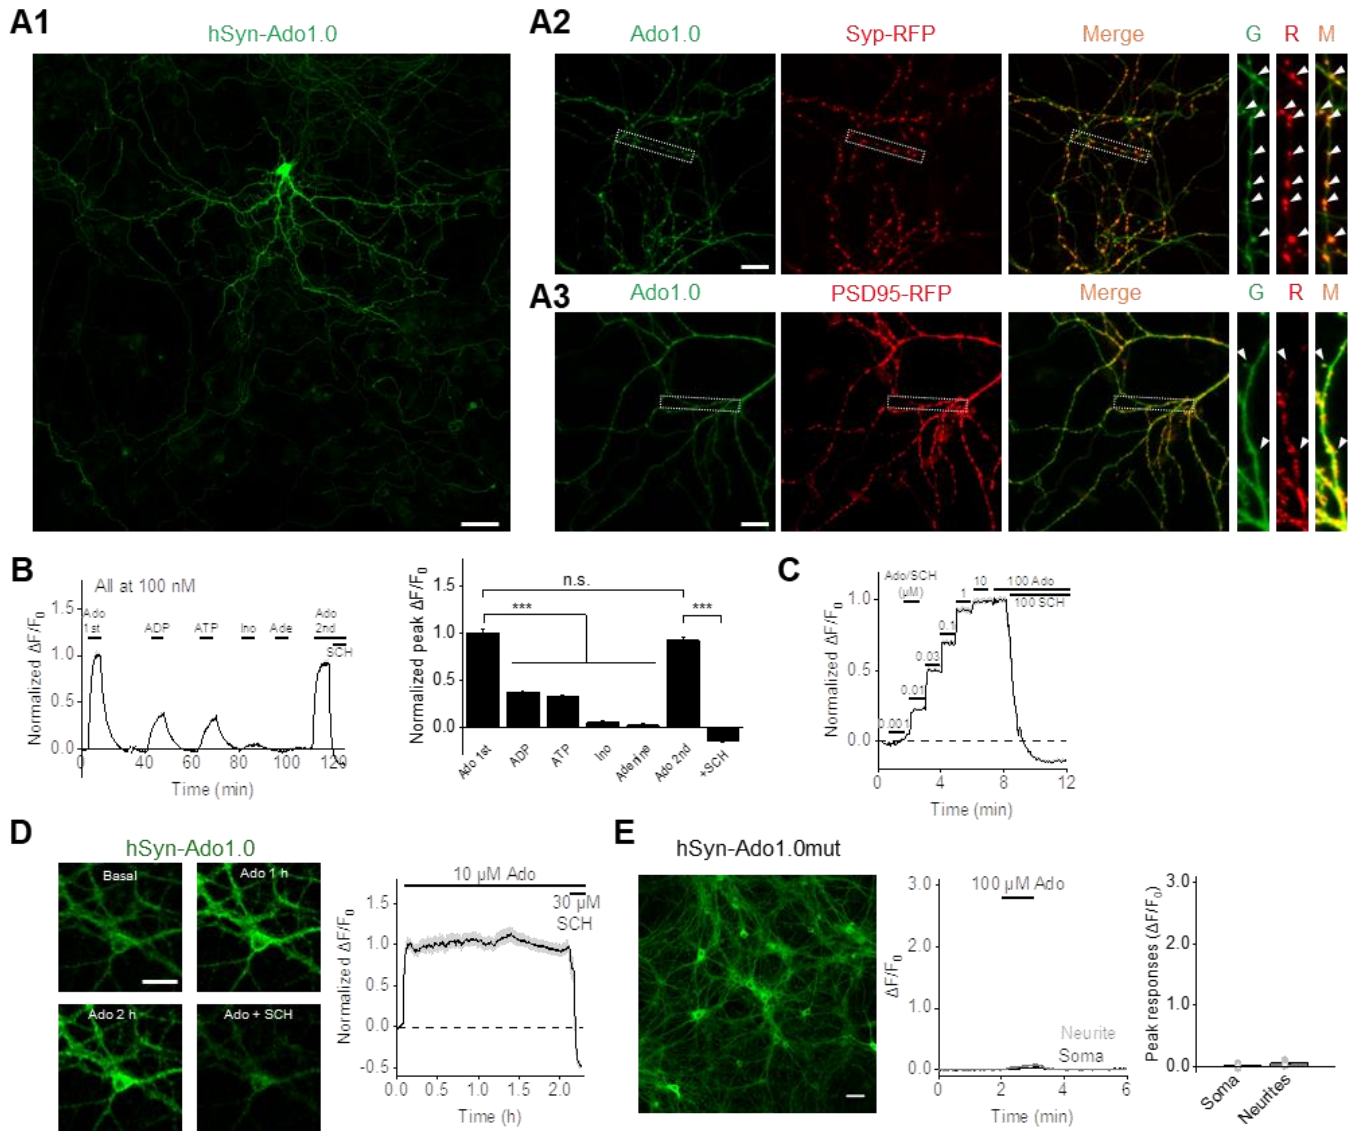 A1
hSyn-Ado1.0
A2
Ado1.0
Syp-RFP
Merge
G R M
A3
Ado1.0
PSD95-RFP
Merge
G R M
B
All at 100 nM
Normalized ΔF/F0
1.5
1.0
0.5
0.0
Ado
1st
ADP
ATP
Ino
Ade
Ado
2nd
SCH
0 40 60 80 100 120
Time (min)
Normalized peak ΔF/F0
1.5
1.0
0.5
0.0
n.s.
***
***
Ado 1st
ADP
ATP
Ino
Adenine
Ado 2nd
+SCH
C
Normalized ΔF/F0
1.0
0.5
0.0
Ado/SCH
(μM)
0.001
0.01
0.03
0.1
1
10
100 Ado
100 SCH
0 4 8 12
Time (min)
D
hSyn-Ado1.0
Basal
Ado 1 h
Ado 2 h
Ado + SCH
Normalized ΔF/F0
1.5
1.0
0.5
0.0
-0.5
10 μM Ado
30 μM
SCH
0.0 0.5 1.0 1.5 2.0
Time (h)
E
hSyn-Ado1.0mut
ΔF/F0
3.0
2.0
1.0
0.0
100 μM Ado
Neurite
Soma
0 2 4 6
Time (min)
Peak responses (ΔF/F0)
3.0
2.0
1.0
0.0
Soma
Neurites